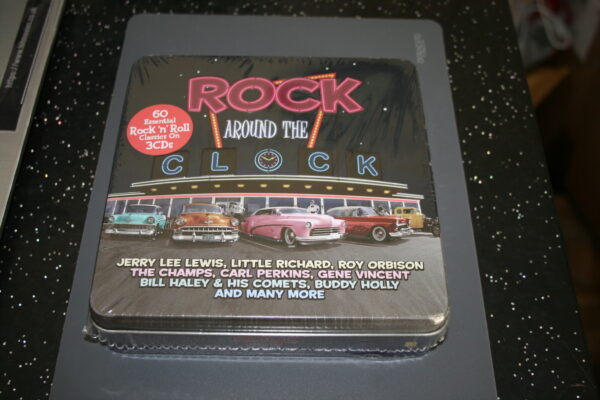 ROCK
AROUND THE
CLOCK
60
Essential
Rock 'n' Roll
Classics On
3CDs
JERRY LEE LEWIS, LITTLE RICHARD, ROY ORBISON
THE CHAMPS, CARL PERKINS, GENE VINCENT
BILL HALEY & HIS COMETS, BUDDY HOLLY
AND MANY MORE